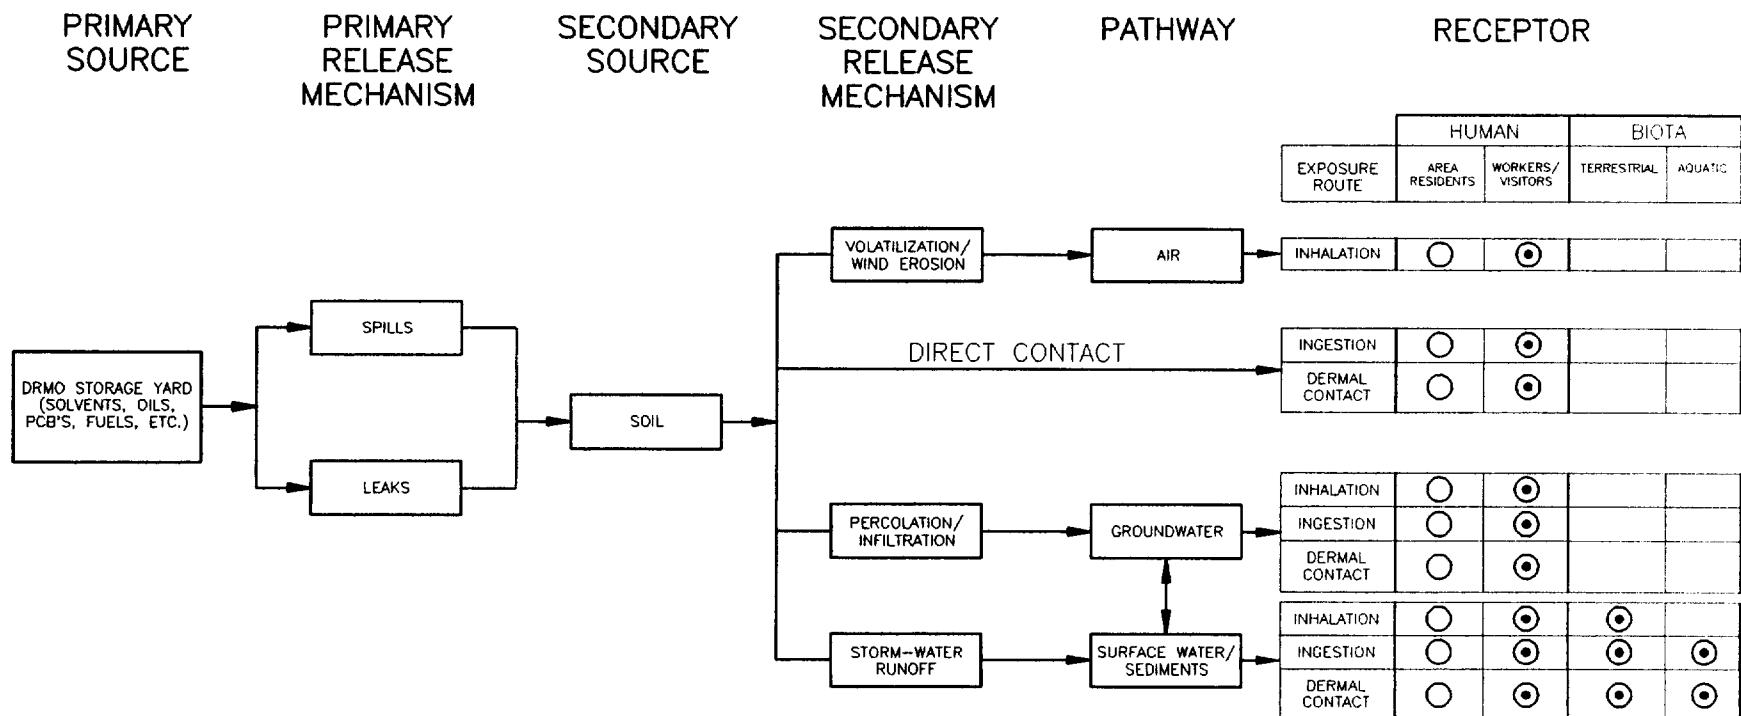 PRIMARY
SOURCE
PRIMARY
RELEASE
MECHANISM
SECONDARY
SOURCE
SECONDARY
RELEASE
MECHANISM
PATHWAY
RECEPTOR
HUMAN
BIOTA
EXPOSURE
ROUTE
AREA
RESIDENTS
WORKERS/
VISITORS
TERRESTRIAL
AQUATIC
VOLATILIZATION/
WIND EROSION
AIR
INHALATION
SPILLS
DIRECT CONTACT
INGESTION
DERMAL
CONTACT
DRMO STORAGE YARD
(SOLVENTS, OILS,
PCB'S, FUELS, ETC.)
SOIL
LEAKS
PERCOLATION/
INFILTRATION
GROUNDWATER
INHALATION
INGESTION
DERMAL
CONTACT
STORM-WATER
RUNOFF
SURFACE WATER/
SEDIMENTS
INHALATION
INGESTION
DERMAL
CONTACT